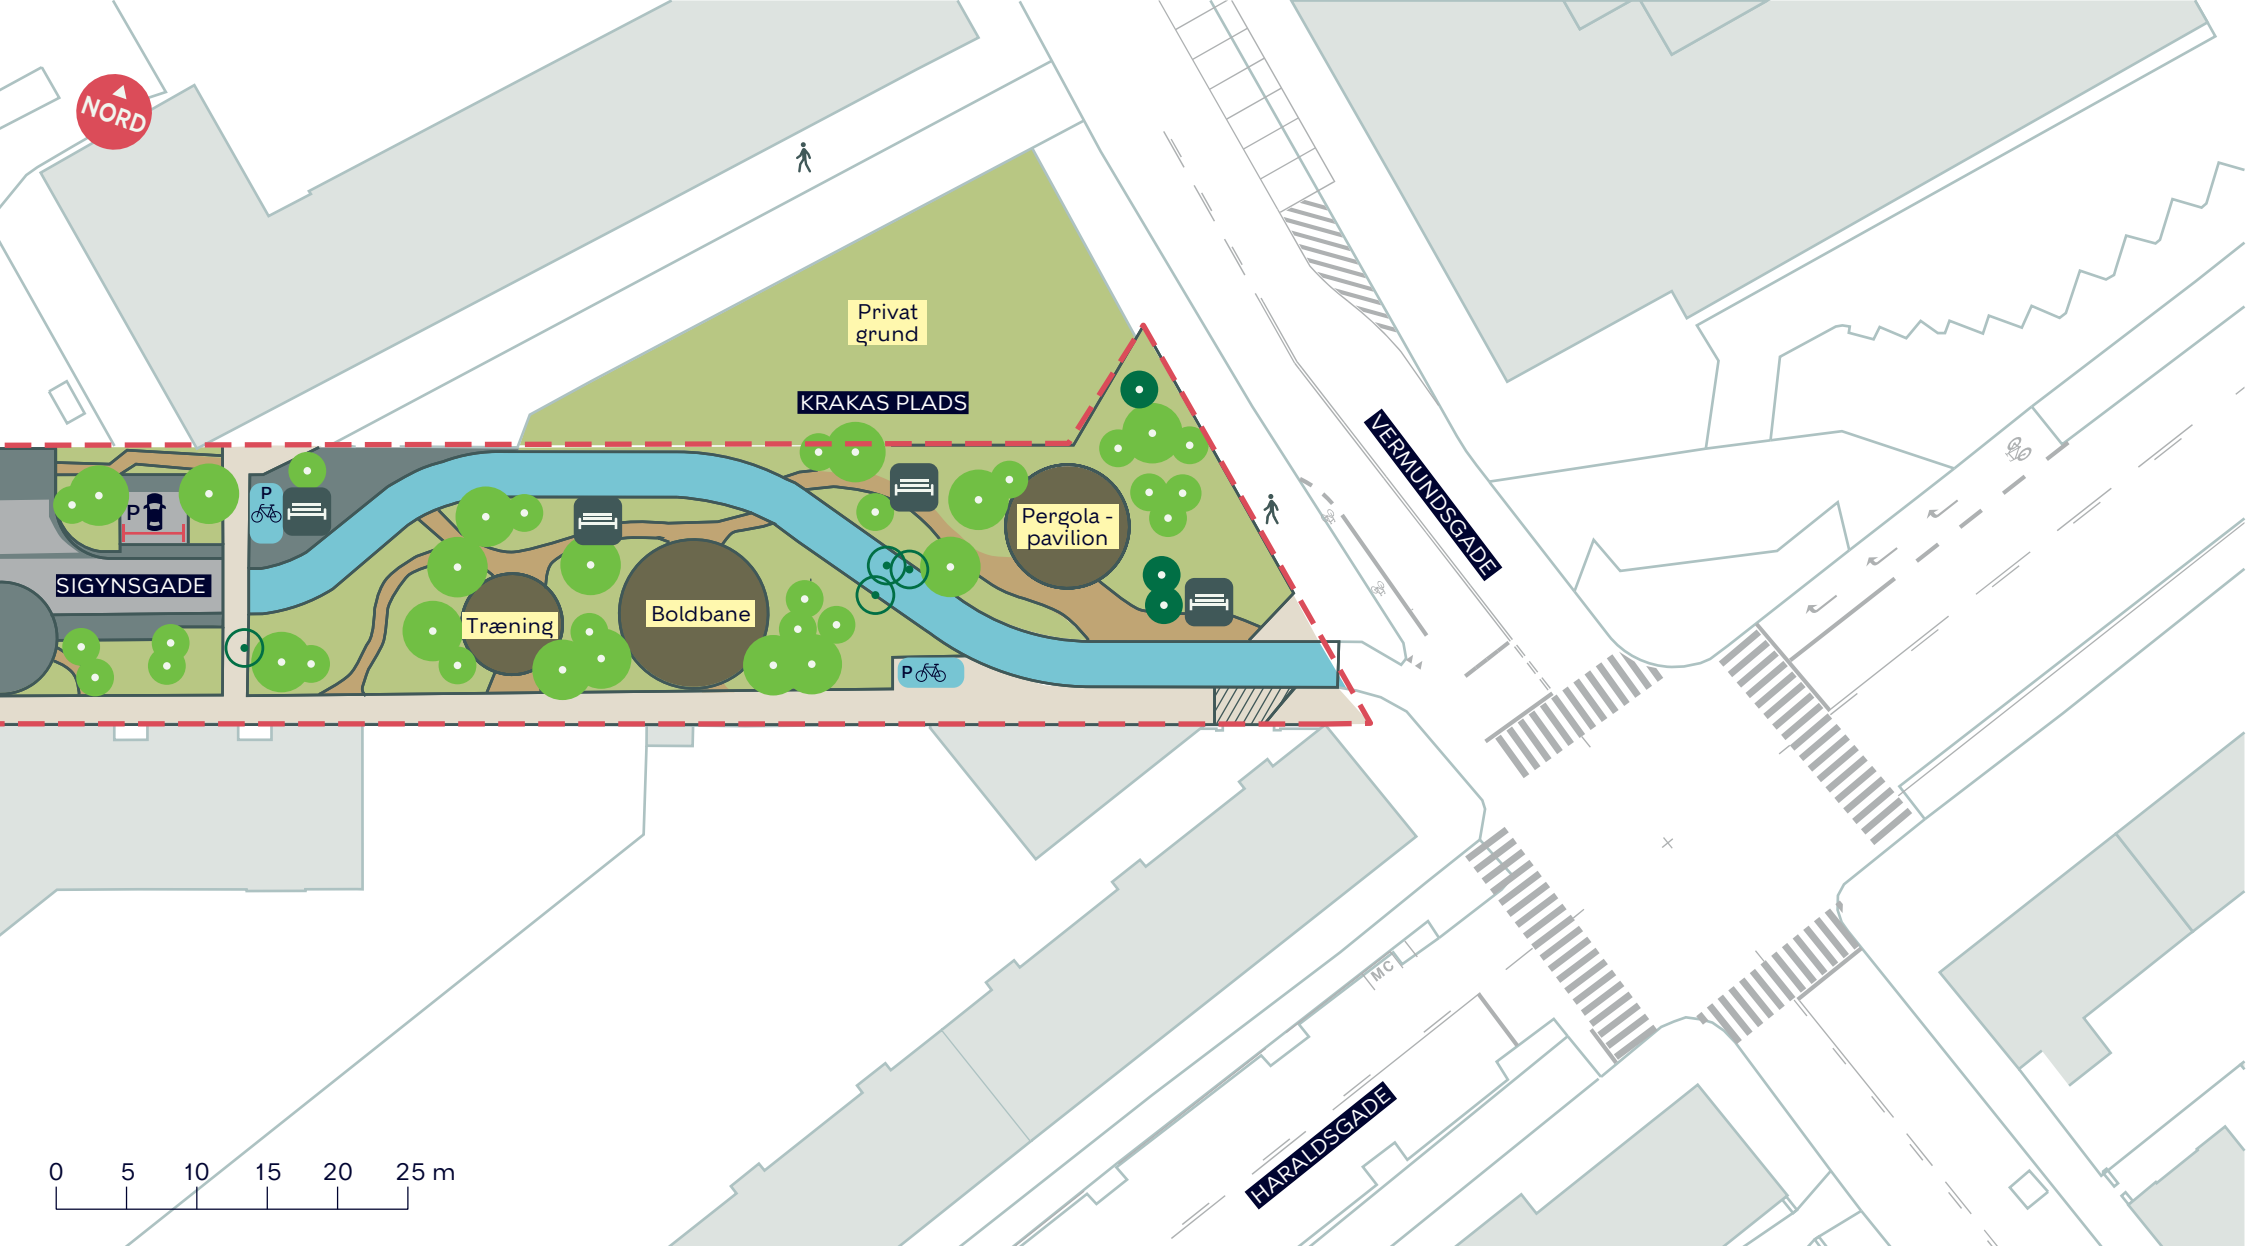 NORD
Privat
grund
KRAKAS PLADS
VERMUNDSGADE
P
P
SIGYNSGADE
Pergola -
pavilion
Træning
Boldbane
P
MC
HARALDSGADE
0 5 10 15 20 25 m